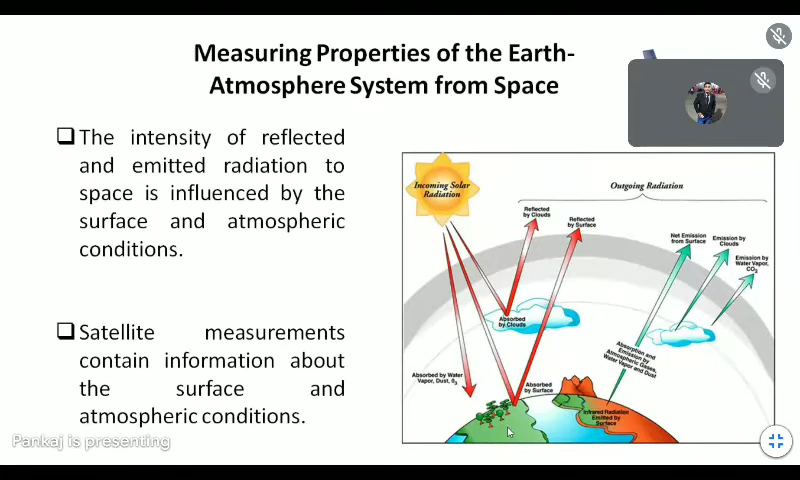 Measuring Properties of the Earth-
Atmosphere System from Space
The intensity of reflected
and emitted radiation to
space is influenced by the
surface and atmospheric
conditions.
Satellite measurements
contain information about
the surface and
atmospheric conditions.
Incoming Solar
Radiation
Outgoing Radiation
Reflected
by Clouds
Reflected
by Surface
Net Emission
from Surface
Emission by
Clouds
Emission by
Water Vapor,
CO2
Absorbed
by Clouds
Absorption and
Emission by
Atmospheric Gases,
Water Vapor and Dust
Absorbed by Water
Vapor, Dust, O3
Absorbed
by Surface
Infrared Radiation
Emitted by
Surface
Pankaj is presenting